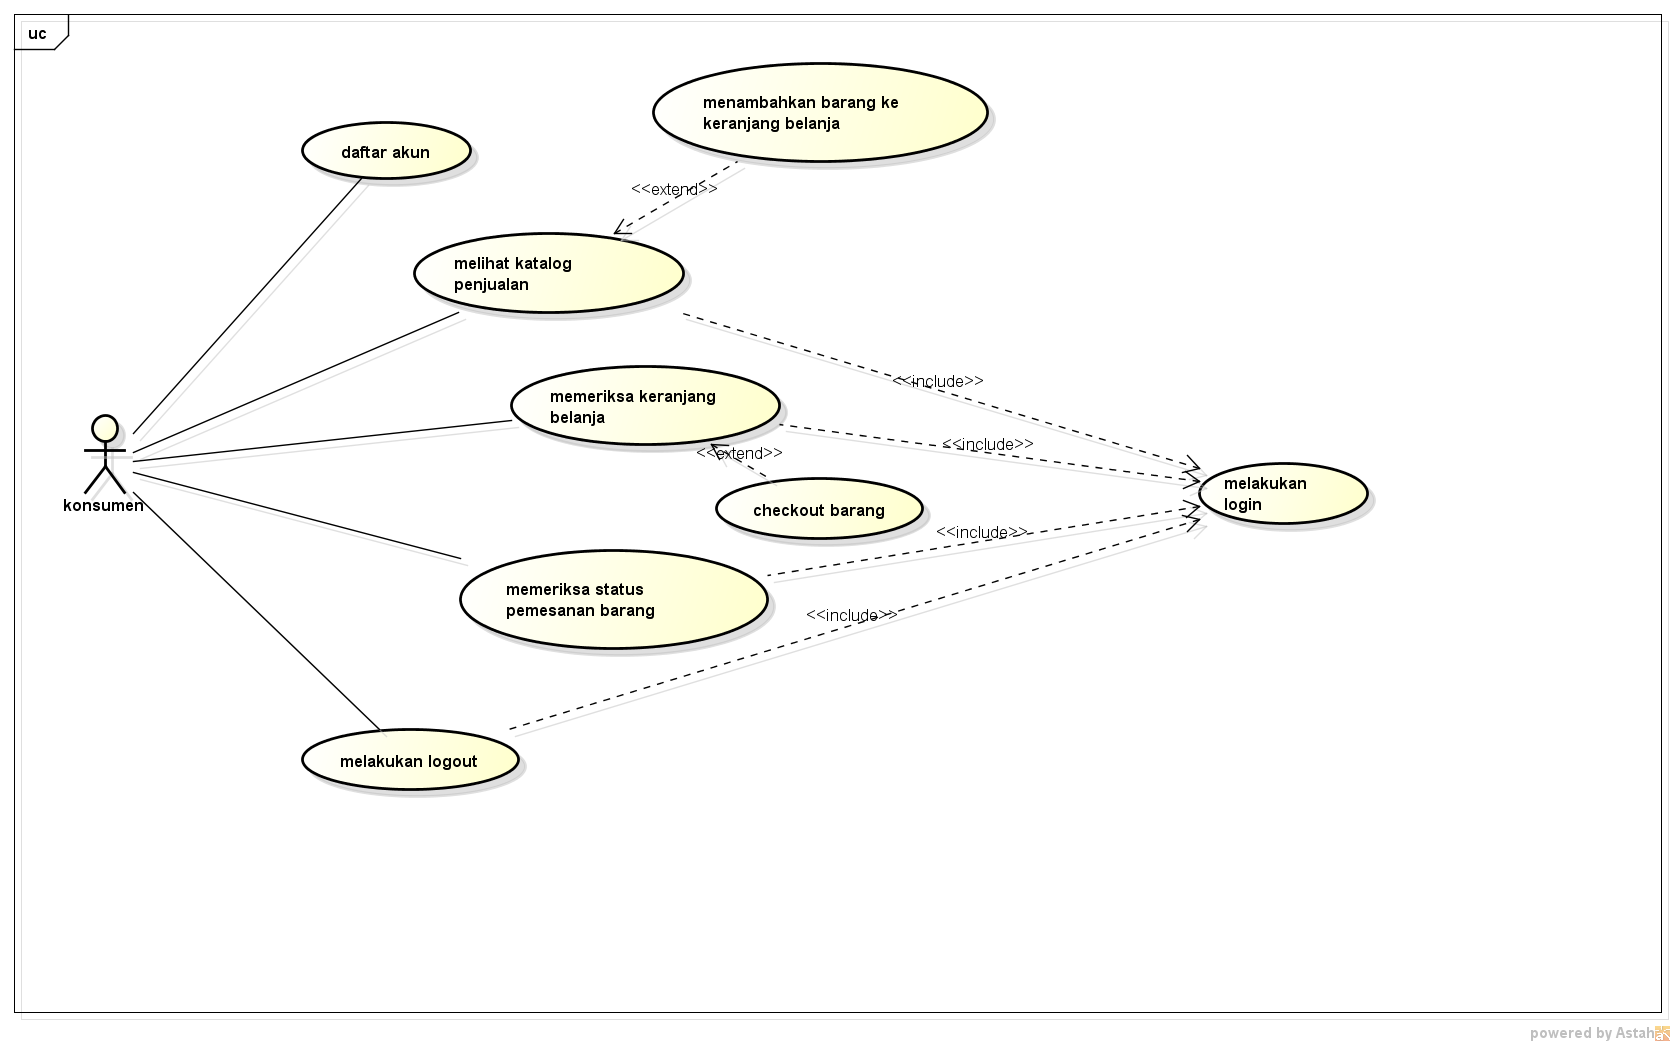 uc
menambahkan barang ke
keranjang belanja
daftar akun
<<extend>>
melihat katalog
penjualan
<<include>>
memeriksa keranjang
belanja
<<include>>
<<extend>>
melakukan
login
konsumen
checkout barang
<<include>>
memeriksa status
pemesanan barang
<<include>>
melakukan logout
powered by Astah